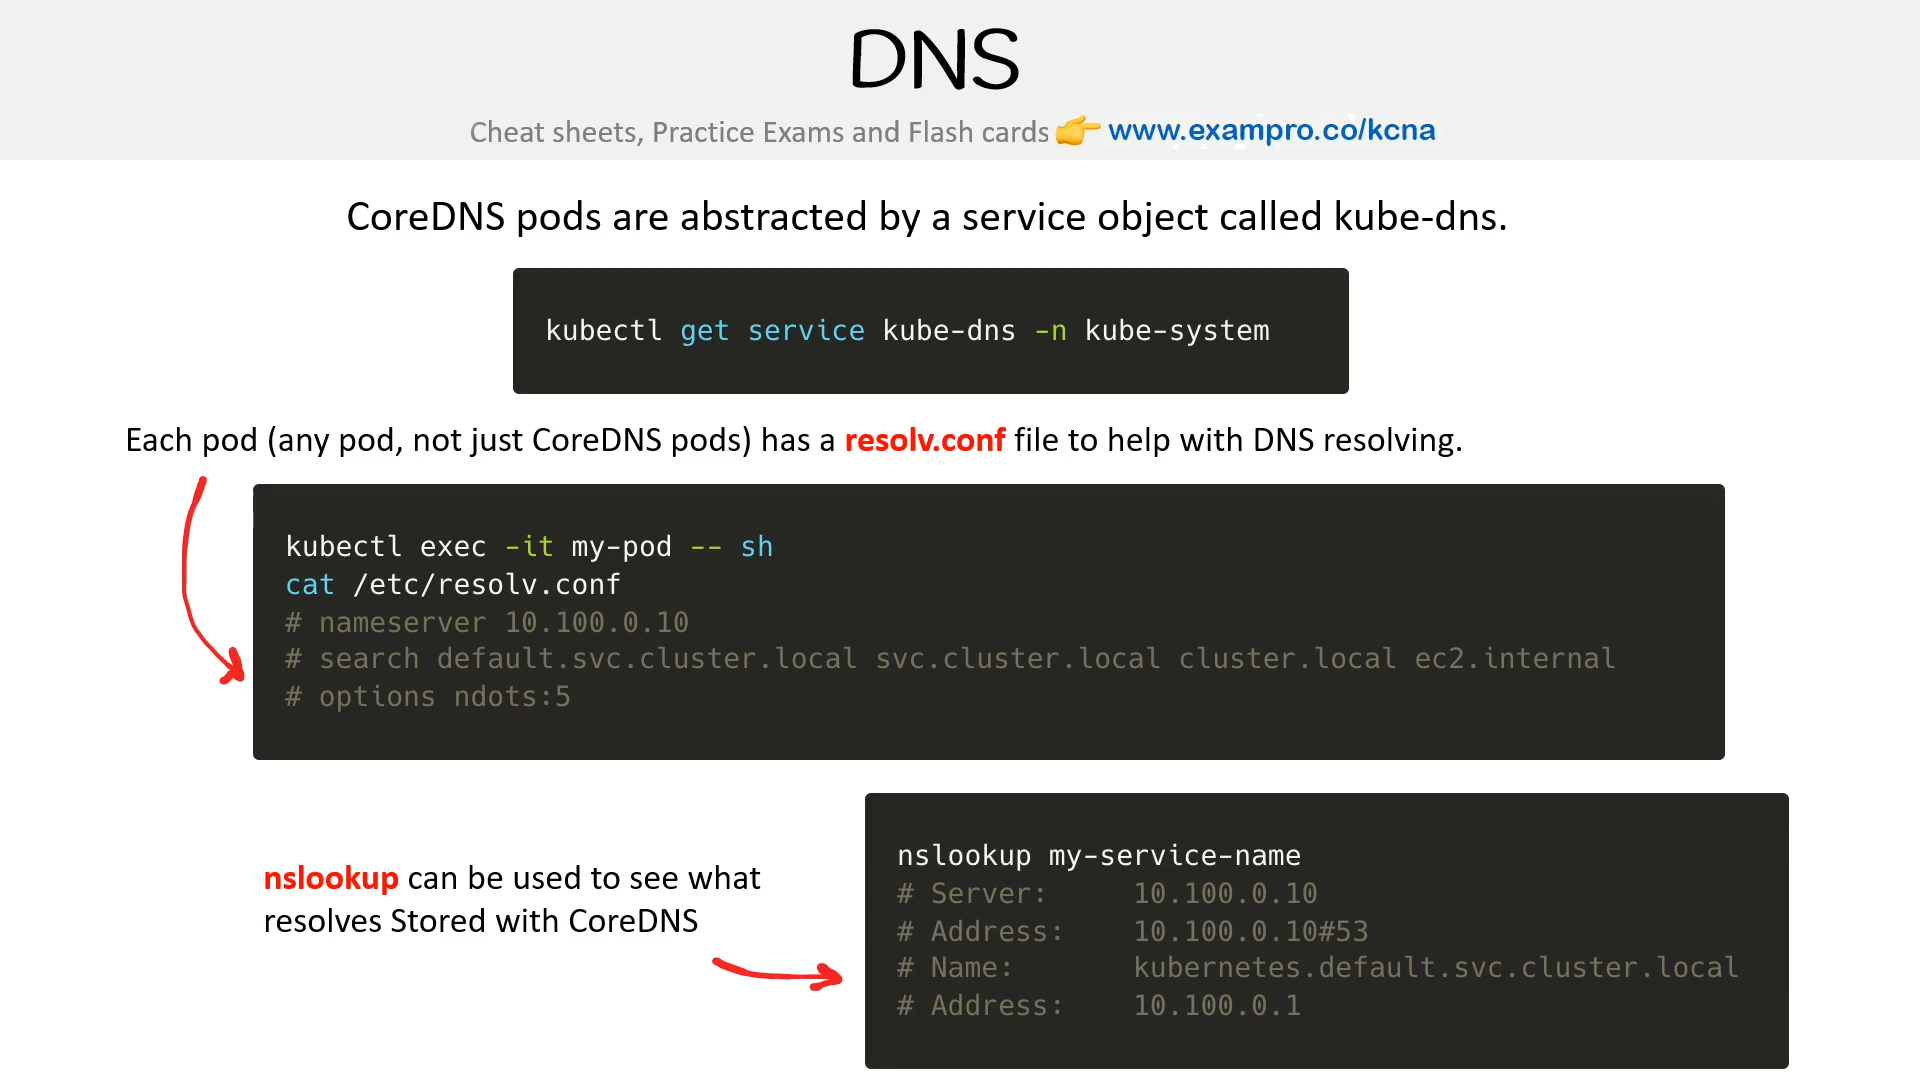 DNS
Cheat sheets, Practice Exams and Flash cards 👉 www.exampro.co/kcna
CoreDNS pods are abstracted by a service object called kube-dns.
kubectl get service kube-dns -n kube-system
Each pod (any pod, not just CoreDNS pods) has a resolv.conf file to help with DNS resolving.
kubectl exec -it my-pod -- sh
cat /etc/resolv.conf
# nameserver 10.100.0.10
# search default.svc.cluster.local svc.cluster.local cluster.local ec2.internal
# options ndots:5
nslookup can be used to see what
resolves Stored with CoreDNS
nslookup my-service-name
# Server: 10.100.0.10
# Address: 10.100.0.10#53
# Name: kubernetes.default.svc.cluster.local
# Address: 10.100.0.1